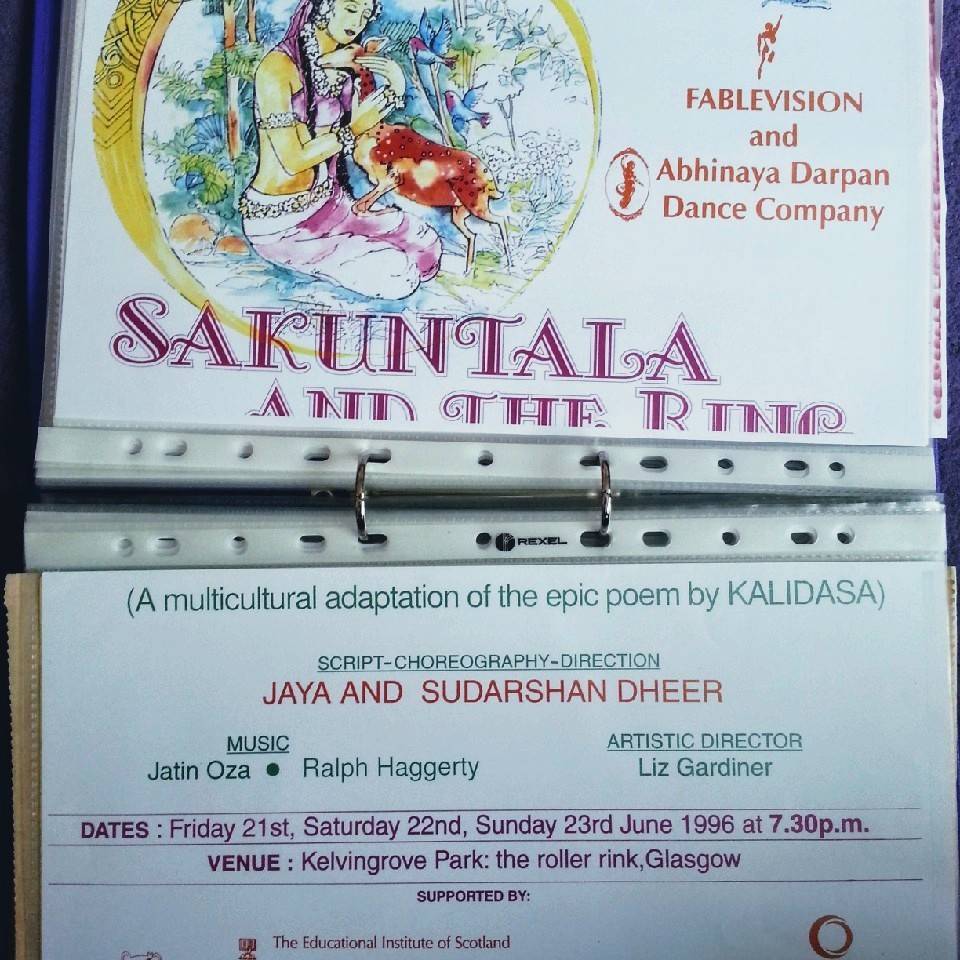 FABLEVISION
and
Abhinaya Darpan
Dance Company
SAKUNTALA
AND THE RING
REXEL
(A multicultural adaptation of the epic poem by KALIDASA)
SCRIPT-CHOREOGRAPHY-DIRECTION
JAYA AND SUDARSHAN DHEER
MUSIC
Jatin Oza • Ralph Haggerty
ARTISTIC DIRECTOR
Liz Gardiner
DATES : Friday 21st, Saturday 22nd, Sunday 23rd June 1996 at 7.30p.m.
VENUE : Kelvingrove Park: the roller rink,Glasgow
SUPPORTED BY:
The Educational Institute of Scotland